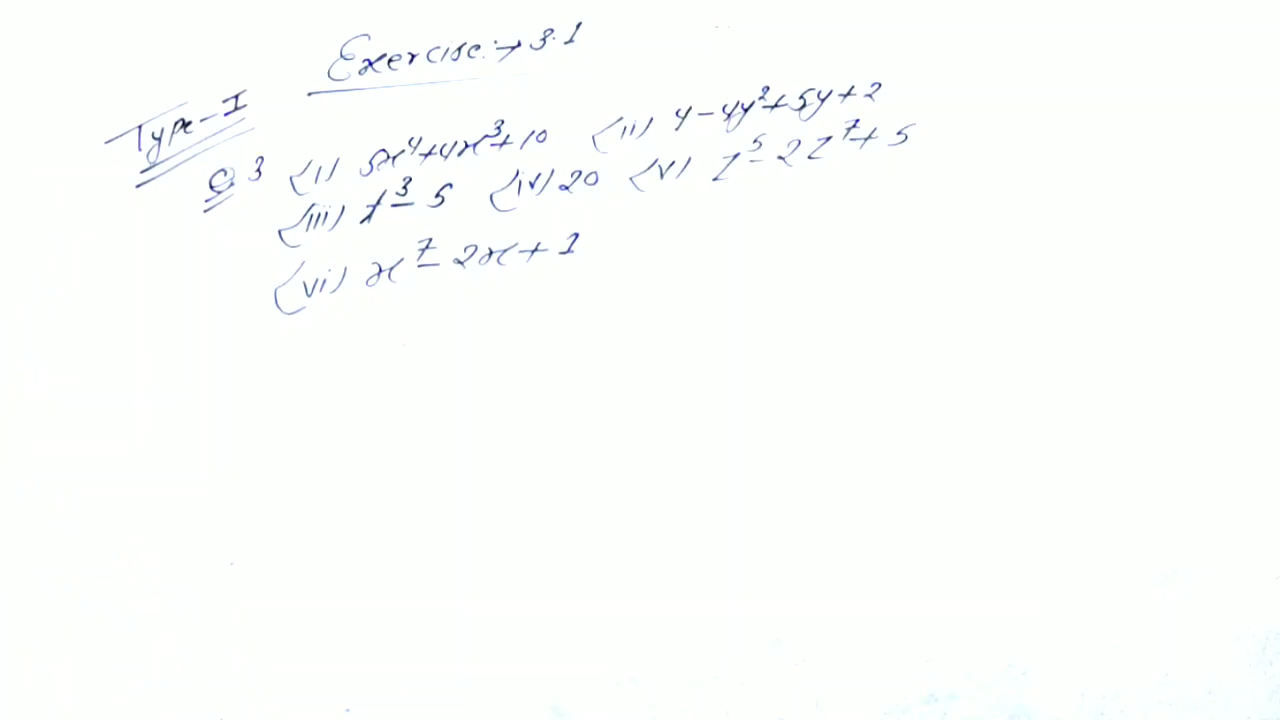 Exercise:→ 3.1
Type-I
Q 3 (i) 5x⁴+4x³+10 (ii) 4-4y²+5y+2
(iii) t³-5 (iv) 20 (v) z⁵-2z⁷+5
(vi) x⁷-2x+1